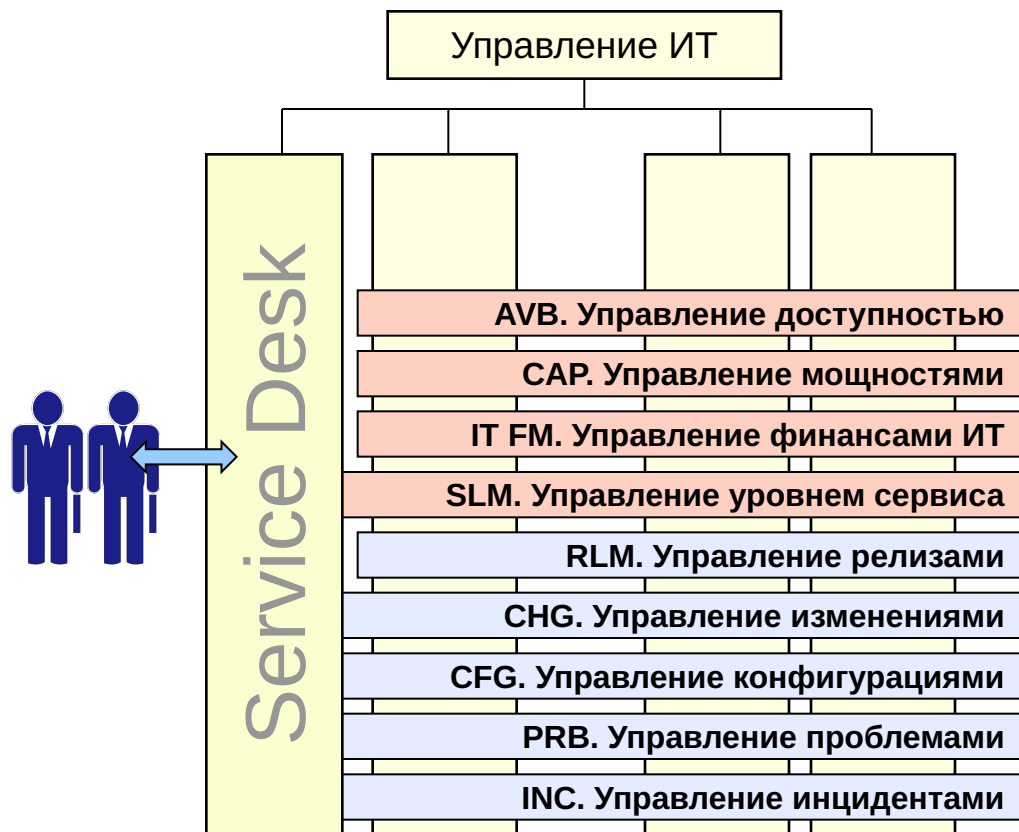 Управление ИТ
Service Desk
AVB. Управление доступностью
CAP. Управление мощностями
IT FM. Управление финансами ИТ
SLM. Управление уровнем сервиса
RLM. Управление релизами
CHG. Управление изменениями
CFG. Управление конфигурациями
PRB. Управление проблемами
INC. Управление инцидентами